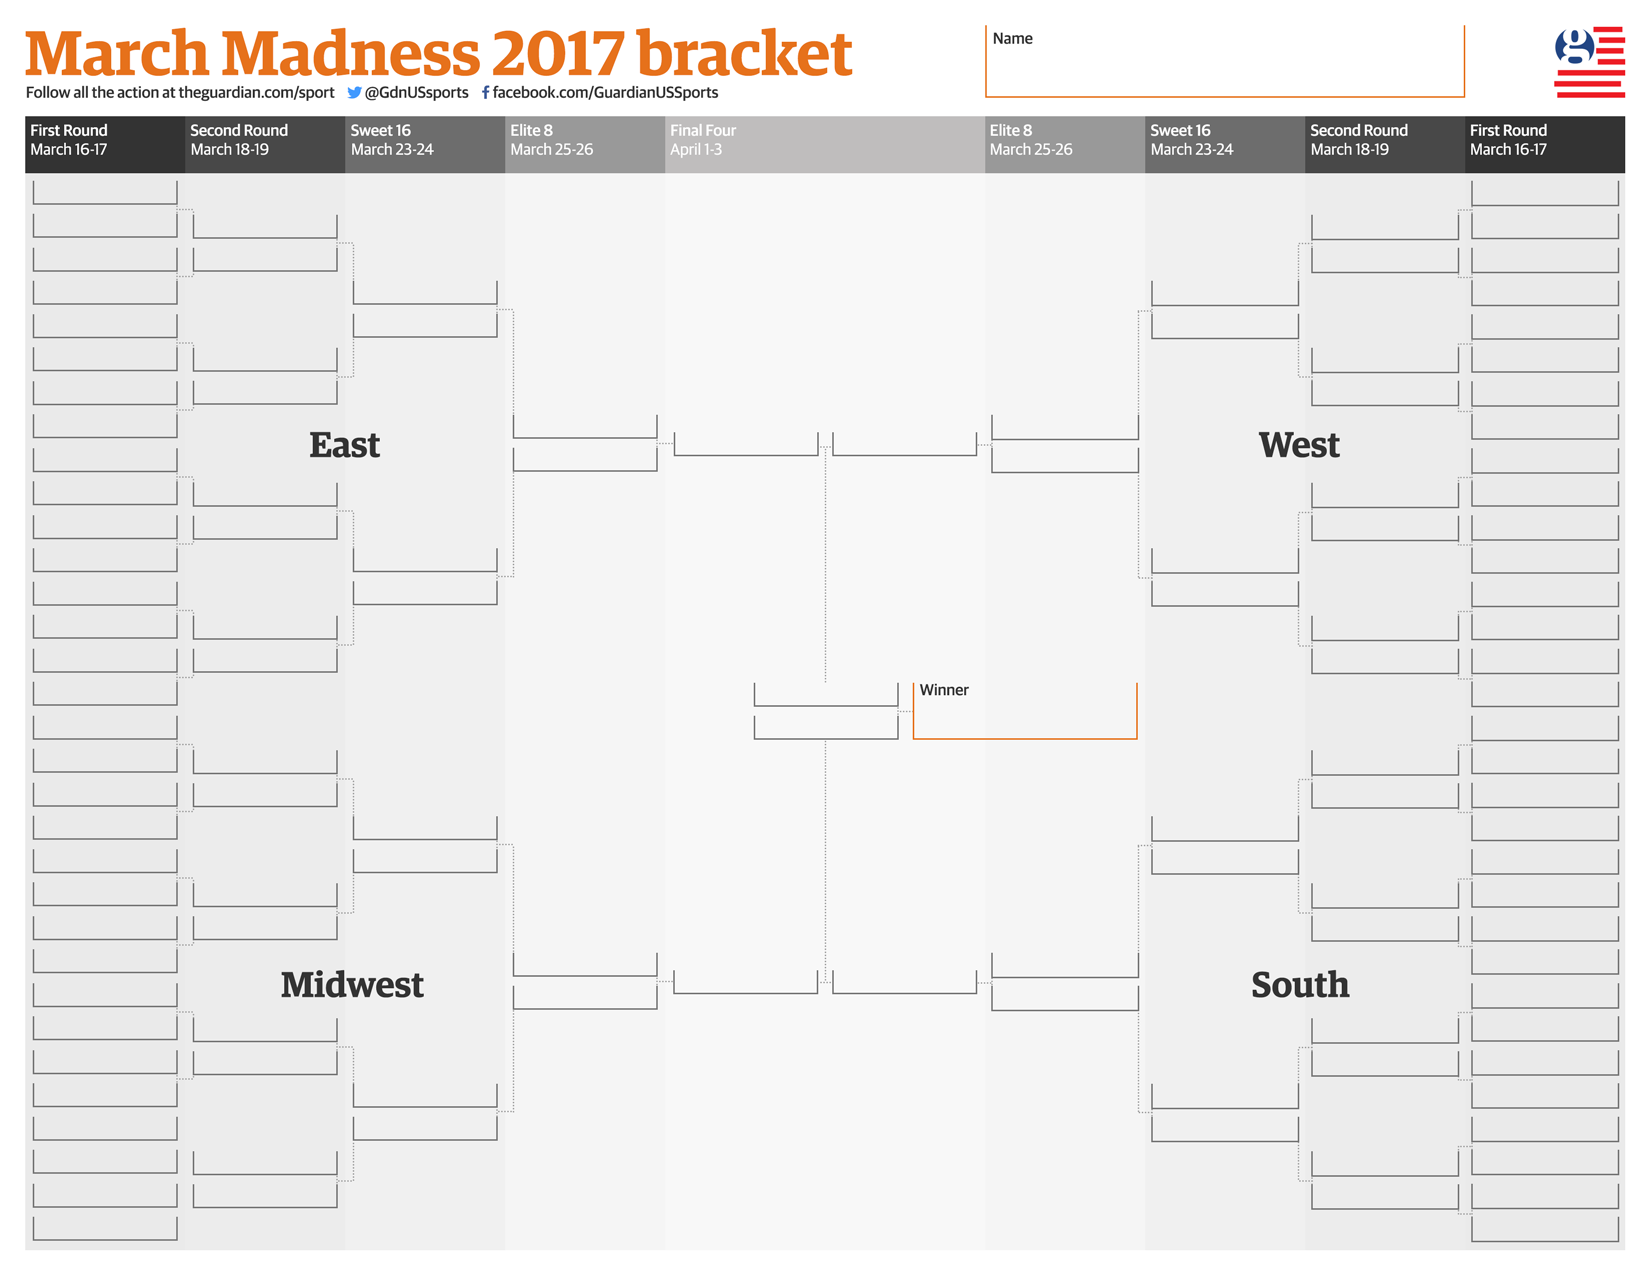 March Madness 2017 bracket
Follow all the action at theguardian.com/sport @GdnUSsports facebook.com/GuardianUSSports
Name
g
First Round Second Round Sweet 16 Elite 8 Final Four Elite 8 Sweet 16 Second Round First Round
March 16-17 March 18-19 March 23-24 March 25-26 April 1-3 March 25-26 March 23-24 March 18-19 March 16-17
East
West
Winner
Midwest
South